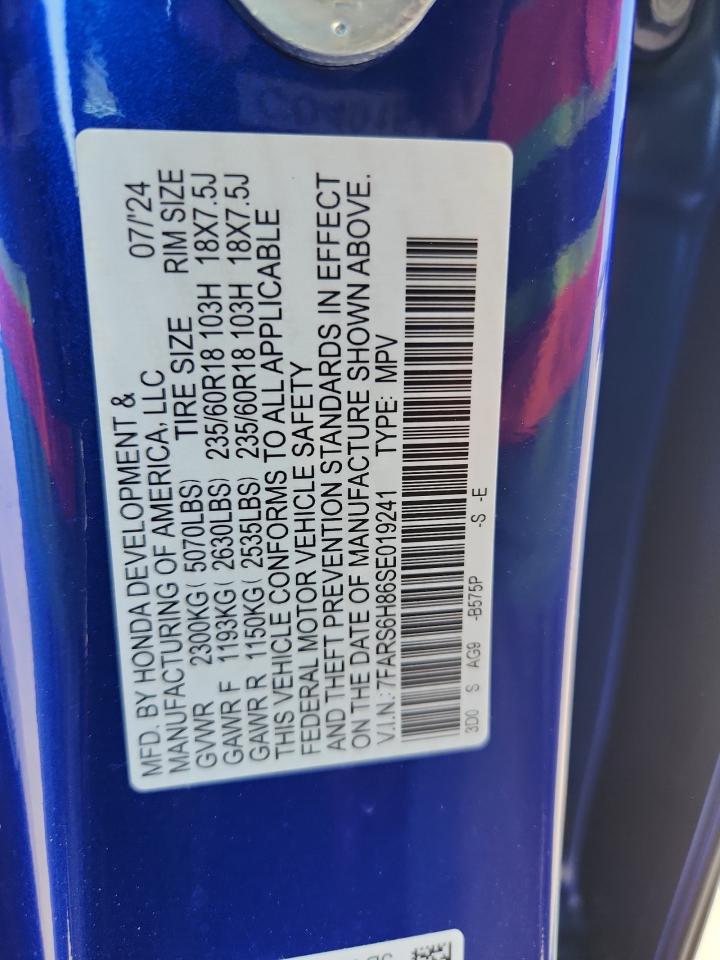 MFD. BY HONDA DEVELOPMENT &
MANUFACTURING OF AMERICA, LLC 07/'24
GVWR 2300KG( 5070LBS) TIRE SIZE RIM SIZE
GAWR F 1193KG( 2630LBS) 235/60R18 103H 18X7.5J
GAWR R 1150KG( 2535LBS) 235/60R18 103H 18X7.5J
THIS VEHICLE CONFORMS TO ALL APPLICABLE
FEDERAL MOTOR VEHICLE SAFETY
AND THEFT PREVENTION STANDARDS IN EFFECT
ON THE DATE OF MANUFACTURE SHOWN ABOVE.
V.I.N.: 7FARS6H86SE019241 TYPE: MPV
3D0 S AG9 -B575P -S -E